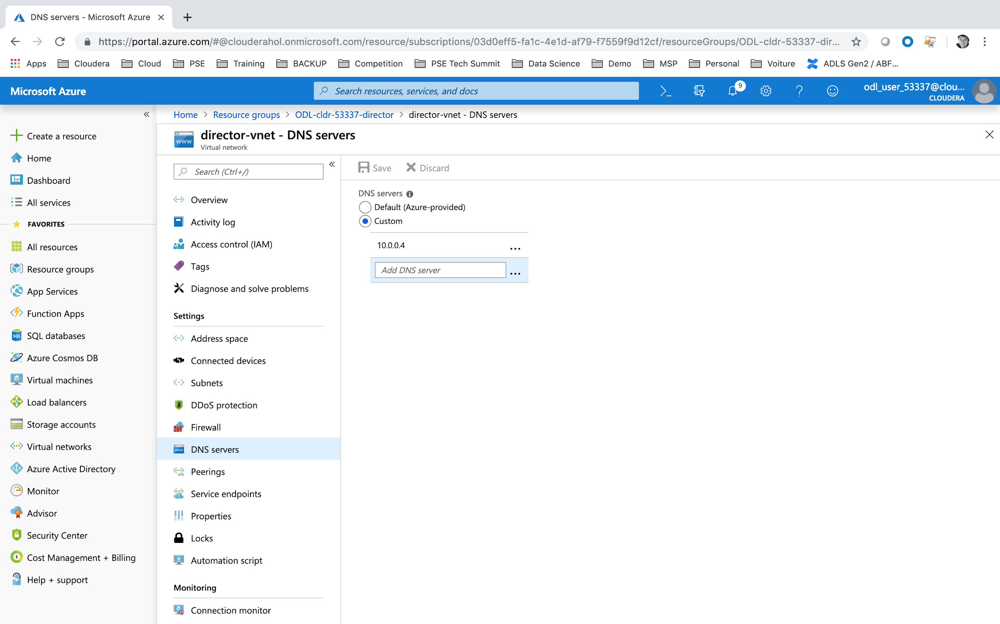 DNS servers - Microsoft Azure
https://portal.azure.com/#@clouderahol.onmicrosoft.com/resource/subscriptions/03d0eff5-fa1c-4e1d-af79-f7559f9d12cf/resourceGroups/ODL-cldr-53337-dir...
Apps Cloudera Cloud PSE Training BACKUP Competition PSE Tech Summit Data Science Demo MSP Personal Voiture ADLS Gen2 / ABF...
Microsoft Azure
Search resources, services, and docs
9
odl_user_53337@clou...
CLOUDERA
Home > Resource groups > ODL-cldr-53337-director > director-vnet - DNS servers
Create a resource
Home
Dashboard
All services
FAVORITES
All resources
Resource groups
App Services
Function Apps
SQL databases
Azure Cosmos DB
Virtual machines
Load balancers
Storage accounts
Virtual networks
Azure Active Directory
Monitor
Advisor
Security Center
Cost Management + Billing
Help + support
director-vnet - DNS servers
Virtual network
Search (Ctrl+/)
Overview
Activity log
Access control (IAM)
Tags
Diagnose and solve problems
Settings
Address space
Connected devices
Subnets
DDoS protection
Firewall
DNS servers
Peerings
Service endpoints
Properties
Locks
Automation script
Monitoring
Connection monitor
Save Discard
DNS servers
Default (Azure-provided)
Custom
10.0.0.4 ...
Add DNS server ...